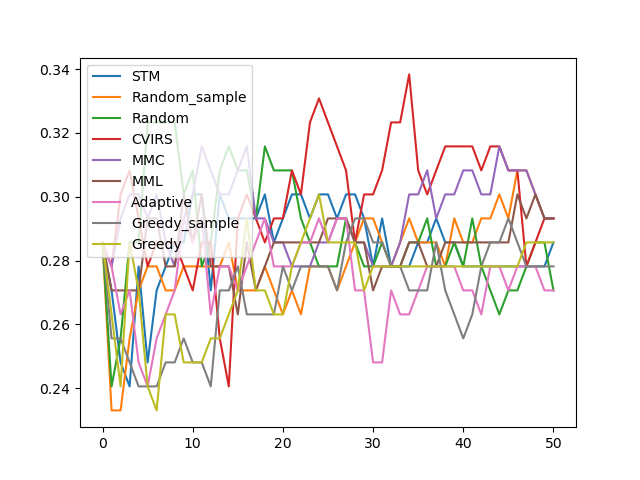 0.34
0.32
0.30
0.28
0.26
0.24
0
10
20
30
40
50
STM
Random_sample
Random
CVIRS
MMC
MML
Adaptive
Greedy_sample
Greedy